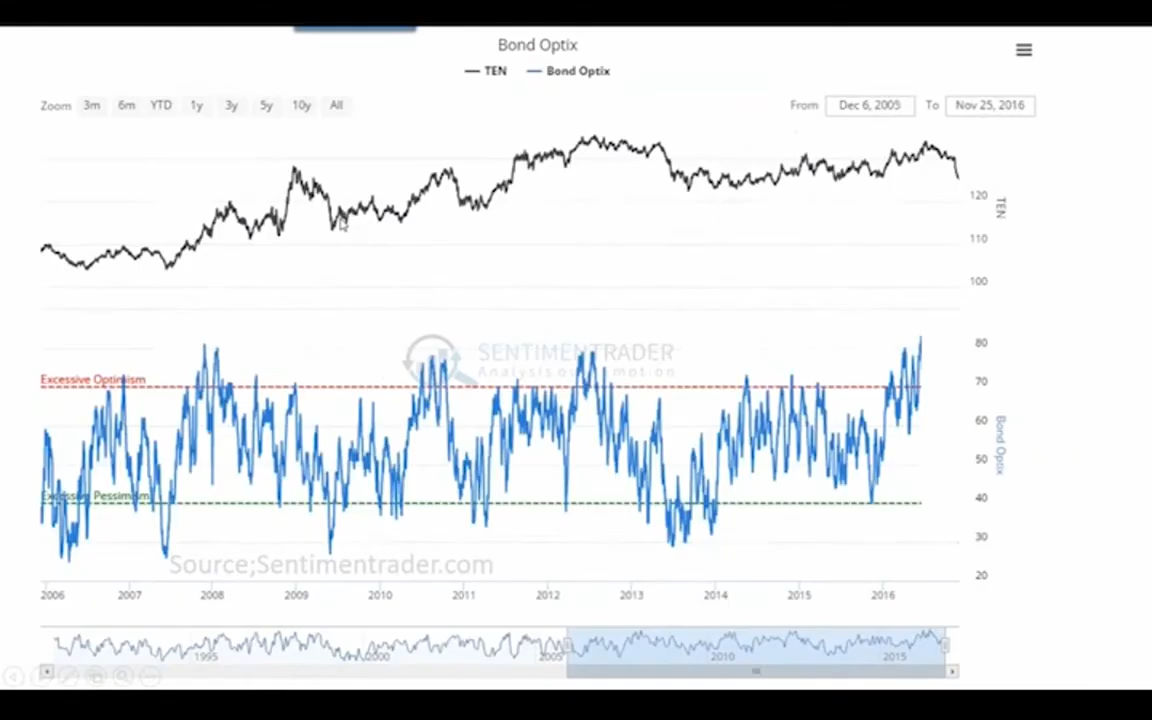 Bond Optix
TEN Bond Optix
Zoom 3m 6m YTD 1y 3y 5y 10y All
From Dec 6, 2005 To Nov 25, 2016
120
TEN
110
100
SENTIMENTRADER
Analysis over Emotion
80
Excessive Optimism
70
60
Bond Optix
50
Excessive Pessimism
40
30
Source;Sentimentrader.com
20
2006 2007 2008 2009 2010 2011 2012 2013 2014 2015 2016
1995 2000 2005 2010 2015